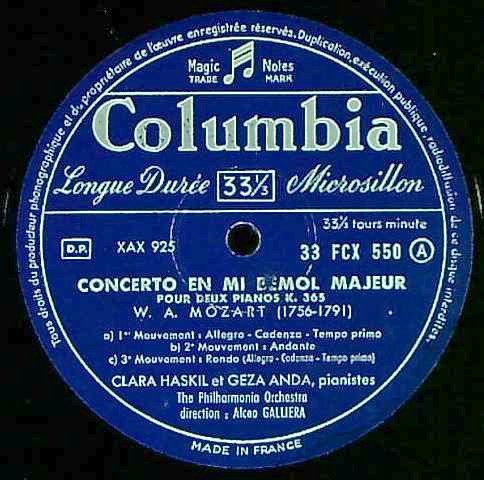 Tous droits du producteur phonographique et du propriétaire de l'œuvre enregistrée réservés. Duplication, exécution publique, radiodiffusion de ce disque interdites.
Magic Notes
TRADE MARK
Columbia
Longue Durée 33⅓ Microsillon
33⅓ tours minute
D.P. XAX 925 33 FCX 550 A
CONCERTO EN MI BEMOL MAJEUR
POUR DEUX PIANOS K. 365
W. A. MOZART (1756-1791)
a) 1er Mouvement : Allegro - Cadenza - Tempo primo
b) 2e Mouvement : Andante
c) 3e Mouvement : Rondo (Allegro - Cadenza - Tempo primo)
CLARA HASKIL et GEZA ANDA, pianistes
The Philharmonia Orchestra
direction : Alceo GALLIERA
MADE IN FRANCE